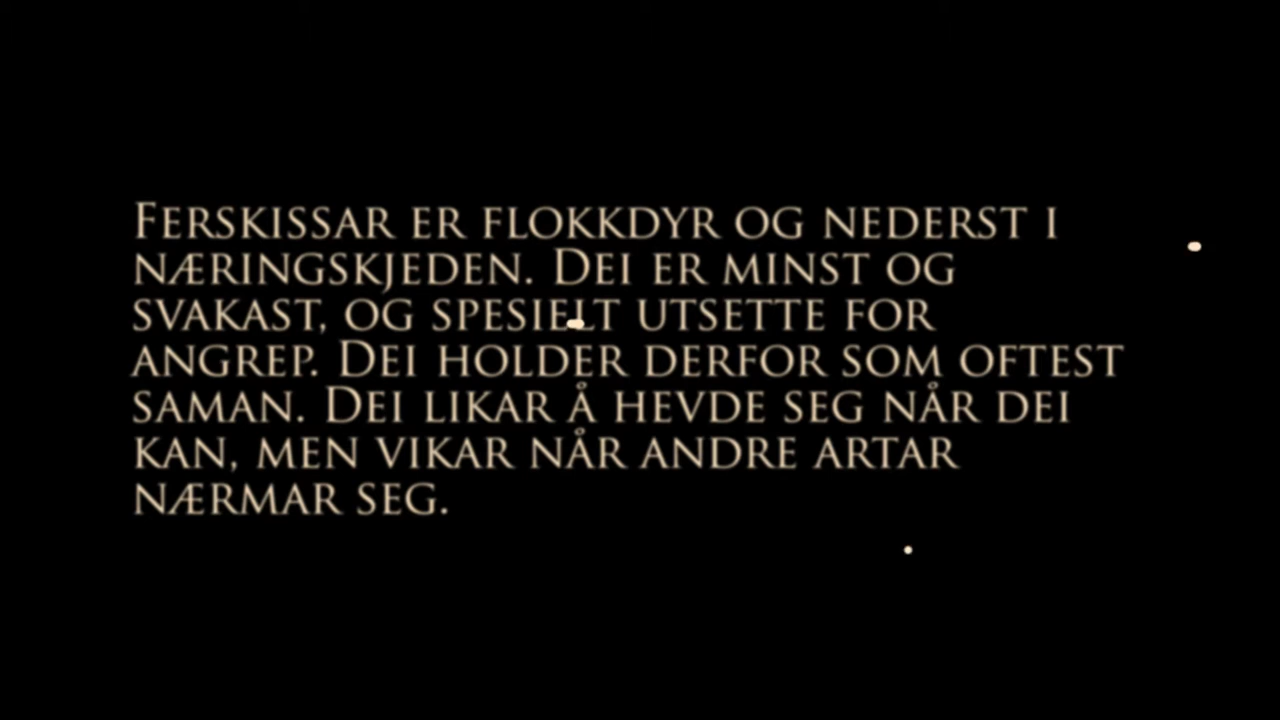 Ferskissar er flokkdyr og nederst i
næringskjeden. Dei er minst og
svakast, og spesielt utsette for
angrep. Dei holder derfor som oftest
saman. Dei likar å hevde seg når dei
kan, men vikar når andre artar
nærmar seg.